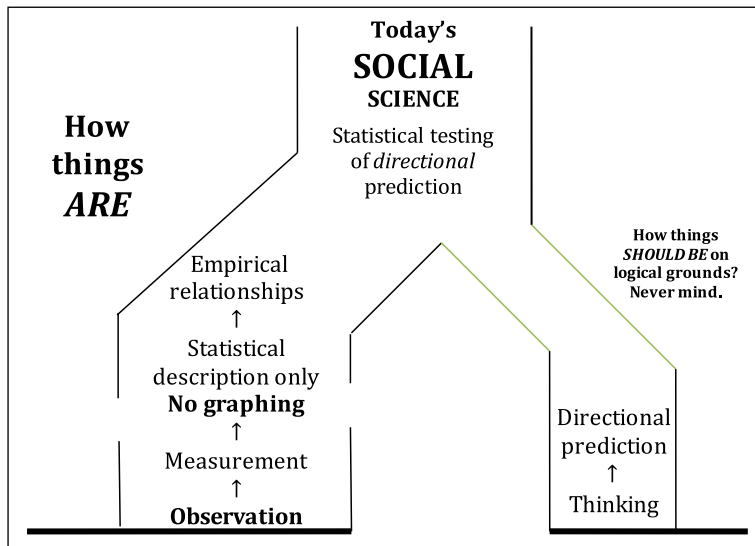 Today's
SOCIAL
SCIENCE
Statistical testing
of directional
prediction
How
things
ARE
How things
SHOULD BE on
logical grounds?
Never mind.
Empirical
relationships
↑
Statistical
description only
No graphing
↑
Measurement
↑
Observation
Directional
prediction
↑
Thinking